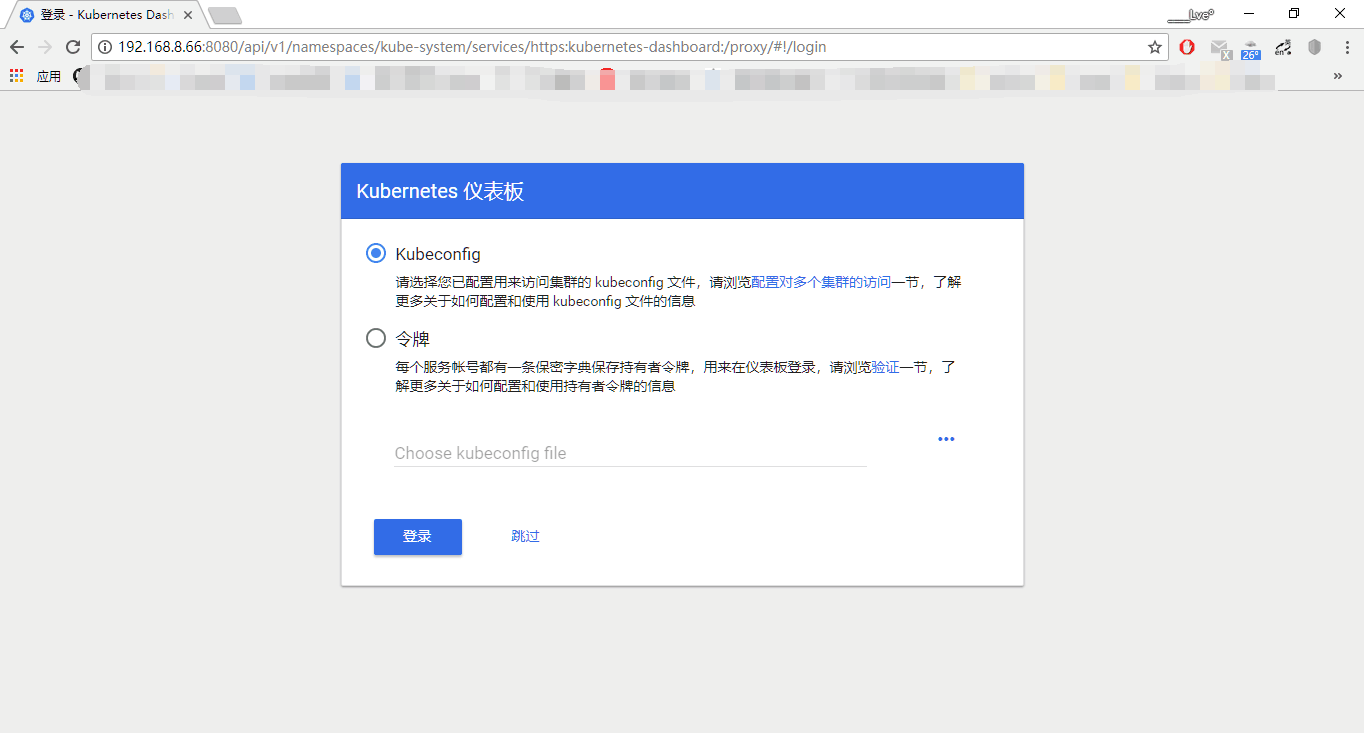 登录 - Kubernetes Dash
___Lve°
192.168.8.66:8080/api/v1/namespaces/kube-system/services/https:kubernetes-dashboard:/proxy/#!/login
X
26°
en
应用
Kubernetes 仪表板
Kubeconfig
请选择您已配置用来访问集群的 kubeconfig 文件，请浏览配置对多个集群的访问一节，了解
更多关于如何配置和使用 kubeconfig 文件的信息
令牌
每个服务帐号都有一条保密字典保存持有者令牌，用来在仪表板登录，请浏览验证一节，了
解更多关于如何配置和使用持有者令牌的信息
Choose kubeconfig file
登录
跳过